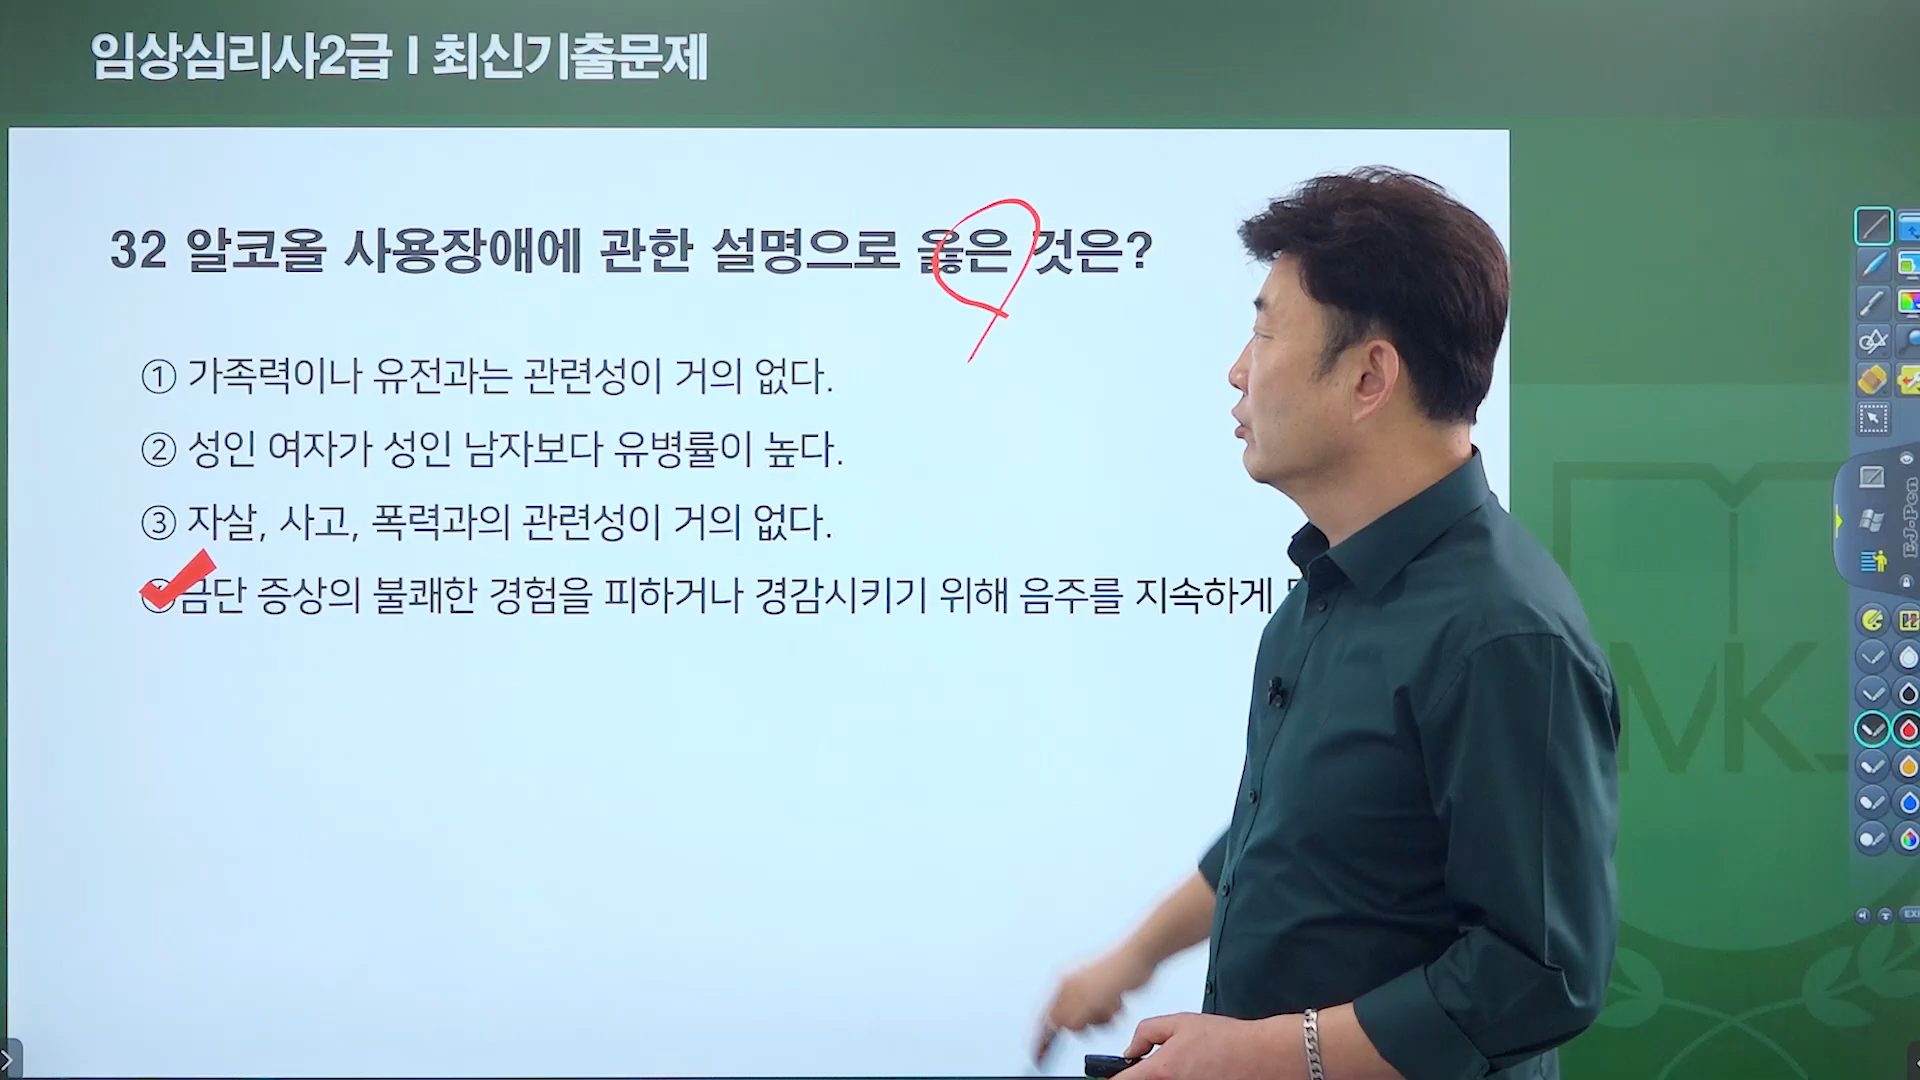 임상심리사2급 I 최신기출문제
32 알코올 사용장애에 관한 설명으로 옳은 것은?
① 가족력이나 유전과는 관련성이 거의 없다.
② 성인 여자가 성인 남자보다 유병률이 높다.
③ 자살, 사고, 폭력과의 관련성이 거의 없다.
금단 증상의 불쾌한 경험을 피하거나 경감시키기 위해 음주를 지속하게
EJ-Pen
MK